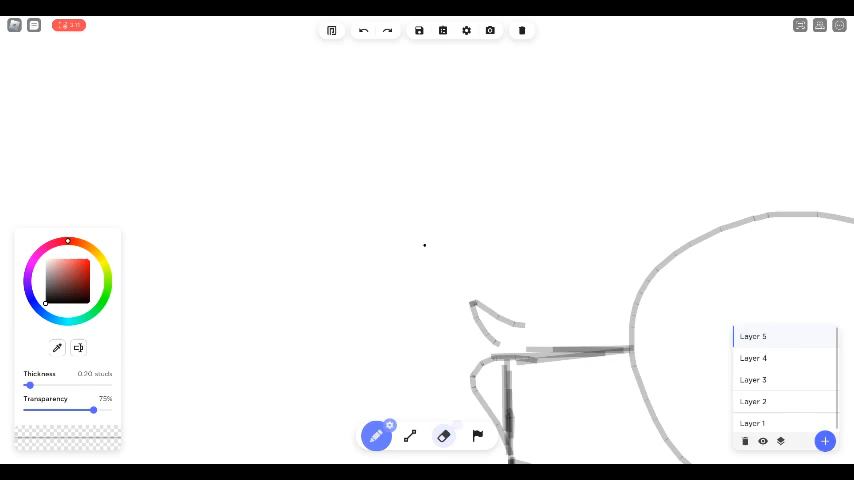 Thickness 0.20 studs
Transparency 75%
Layer 5
Layer 4
Layer 3
Layer 2
Layer 1